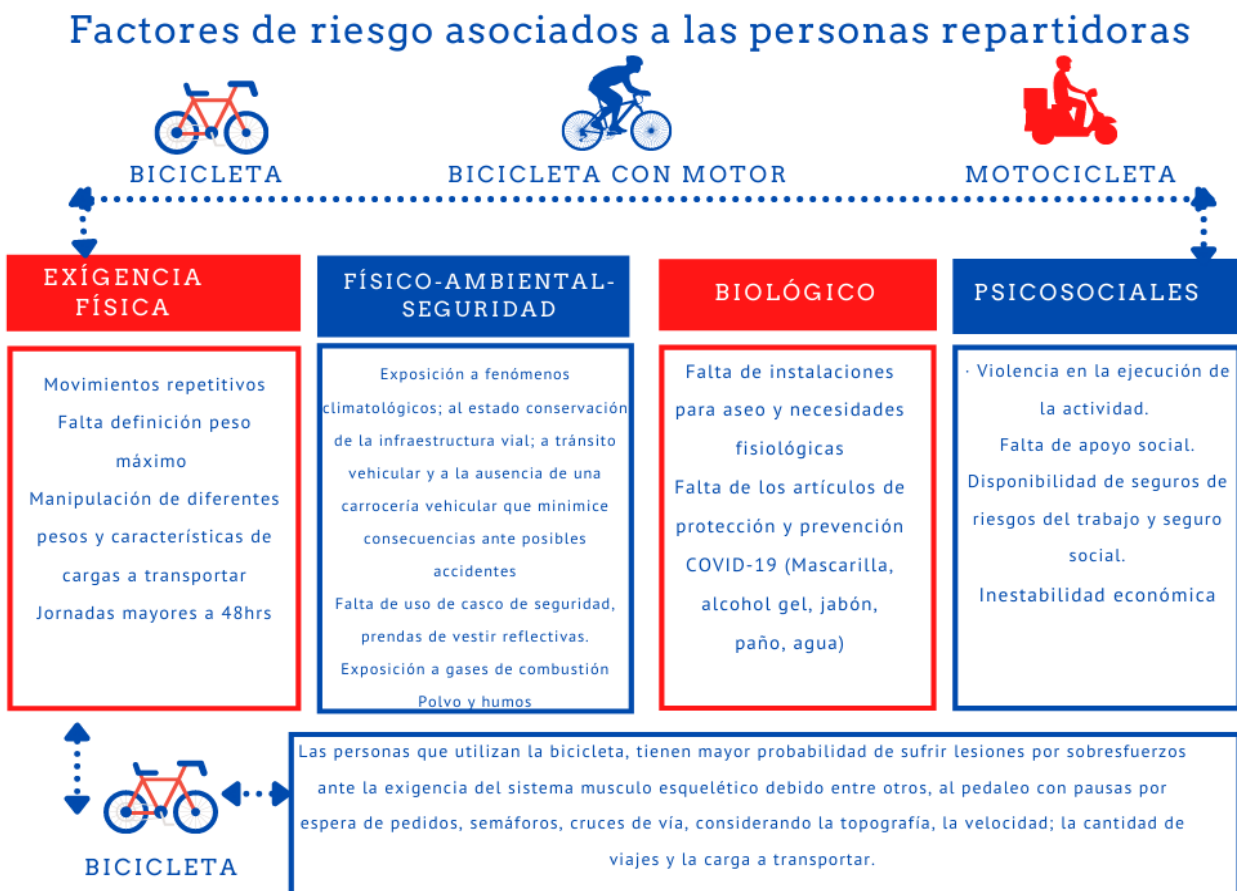 Factores de riesgo asociados a las personas repartidoras
BICICLETA
BICICLETA CON MOTOR
MOTOCICLETA
EXÍGENCIA
FÍSICA
Movimientos repetitivos
Falta definición peso
máximo
Manipulación de diferentes
pesos y características de
cargas a transportar
Jornadas mayores a 48hrs
FÍSICO-AMBIENTAL-
SEGURIDAD
Exposición a fenómenos
climatológicos; al estado conservación
de la infraestructura vial; a tránsito
vehicular y a la ausencia de una
carrocería vehicular que minimice
consecuencias ante posibles
accidentes
Falta de uso de casco de seguridad,
prendas de vestir reflectivas.
Exposición a gases de combustión
Polvo y humos
BIOLÓGICO
Falta de instalaciones
para aseo y necesidades
fisiológicas
Falta de los artículos de
protección y prevención
COVID-19 (Mascarilla,
alcohol gel, jabón,
paño, agua)
PSICOSOCIALES
· Violencia en la ejecución de
la actividad.
Falta de apoyo social.
Disponibilidad de seguros de
riesgos del trabajo y seguro
social.
Inestabilidad económica
BICICLETA
Las personas que utilizan la bicicleta, tienen mayor probabilidad de sufrir lesiones por sobresfuerzos
ante la exigencia del sistema musculo esquelético debido entre otros, al pedaleo con pausas por
espera de pedidos, semáforos, cruces de vía, considerando la topografía, la velocidad; la cantidad de
viajes y la carga a transportar.